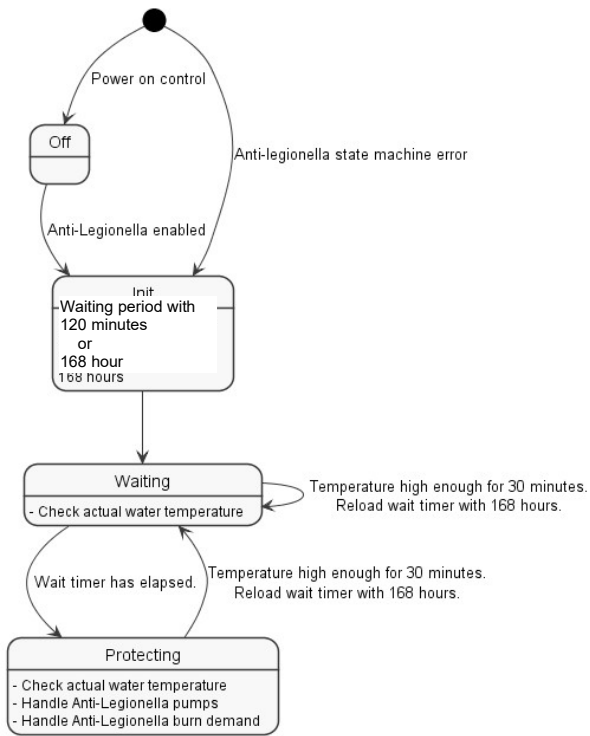 Power on control
Off
Anti-legionella state machine error
Anti-Legionella enabled
Init
Waiting period with
120 minutes
or
168 hour
168 hours
Waiting
- Check actual water temperature
Temperature high enough for 30 minutes.
Reload wait timer with 168 hours.
Wait timer has elapsed.
Temperature high enough for 30 minutes.
Reload wait timer with 168 hours.
Protecting
- Check actual water temperature
- Handle Anti-Legionella pumps
- Handle Anti-Legionella burn demand